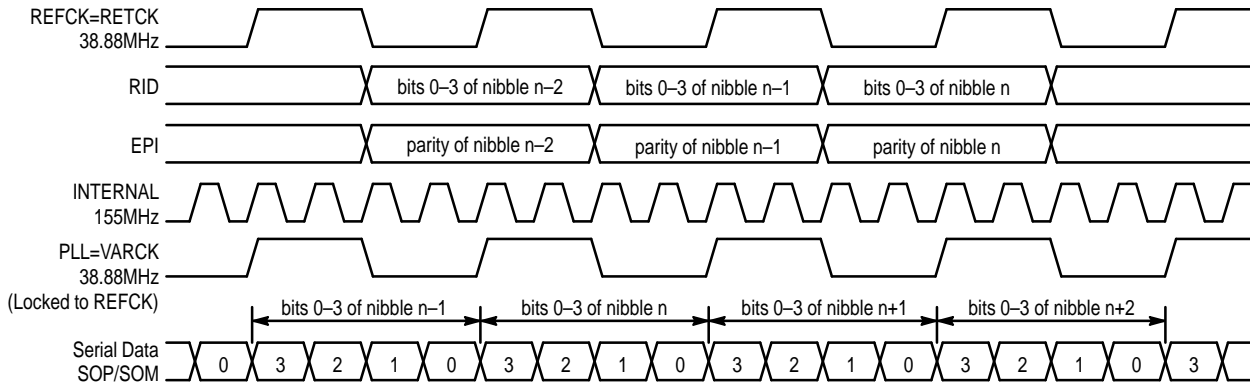 REFCK=RETCK
38.88MHz
RID
bits 0–3 of nibble n–2
bits 0–3 of nibble n–1
bits 0–3 of nibble n
EPI
parity of nibble n–2
parity of nibble n–1
parity of nibble n
INTERNAL
155MHz
PLL=VARCK
38.88MHz
(Locked to REFCK)
bits 0–3 of nibble n–1
bits 0–3 of nibble n
bits 0–3 of nibble n+1
bits 0–3 of nibble n+2
Serial Data
SOP/SOM
0 3 2 1 0 3 2 1 0 3 2 1 0 3 2 1 0 3